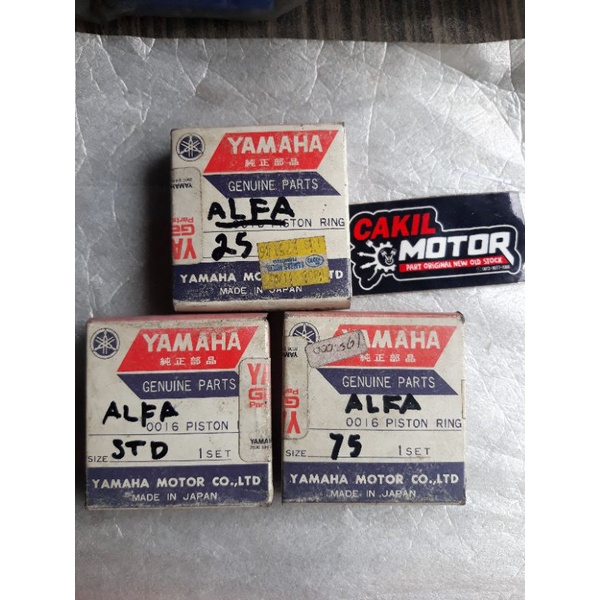 YAMAHA
純正部品
GENUINE PARTS
ALFA
0016 PISTON RING
25
YAMAHA MOTOR CO.,LTD
MADE IN JAPAN
YAMAHA
CAKIL
MOTOR
PART ORIGINAL NEW OLD STOCK
YAMAHA
純正部品
GENUINE PARTS
ALFA
0016 PISTON
SIZE STD 1 SET
YAMAHA MOTOR CO.,LTD
MADE IN JAPAN
YAMAHA
純正部品
GENUINE PARTS
ALFA
0016 PISTON RING
SIZE 75 1 SET
YAMAHA MOTOR CO.,LTD
MADE IN JAPAN